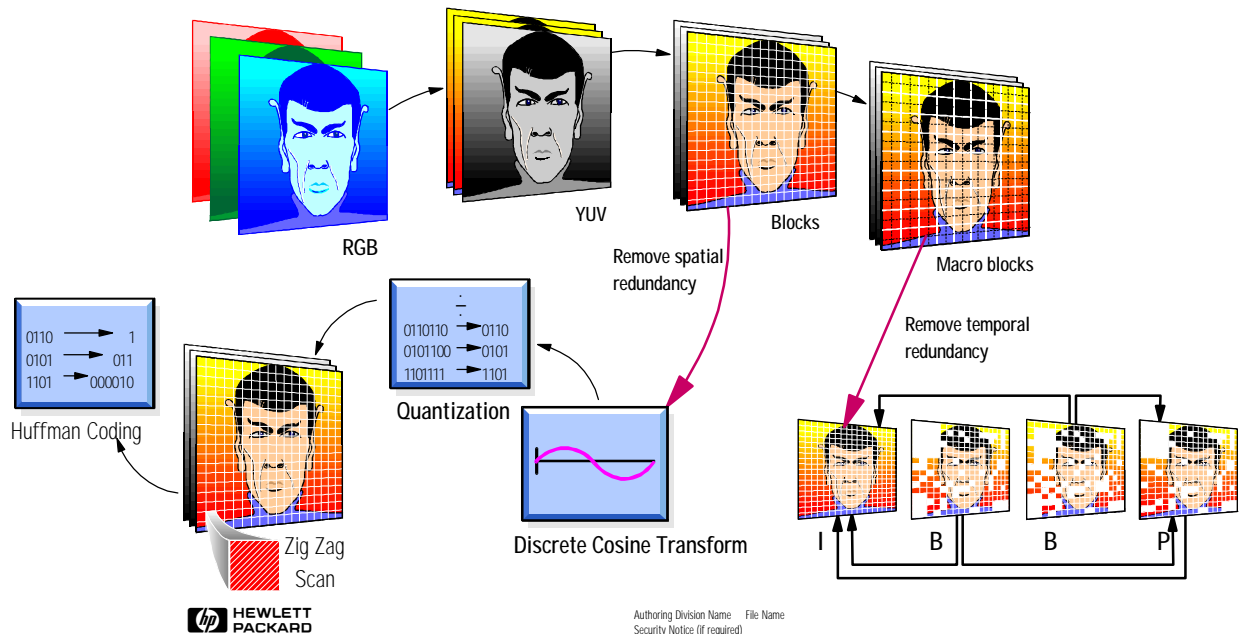 RGB
YUV
Blocks
Macro blocks
Remove spatial
redundancy
Remove temporal
redundancy
0110 1
0101 011
1101 000010
Huffman Coding
0110110 0110
0101100 0101
1101111 1101
Quantization
Discrete Cosine Transform
Zig Zag
Scan
I B B P
hp HEWLETT
PACKARD
Authoring Division Name File Name
Security Notice (if required)